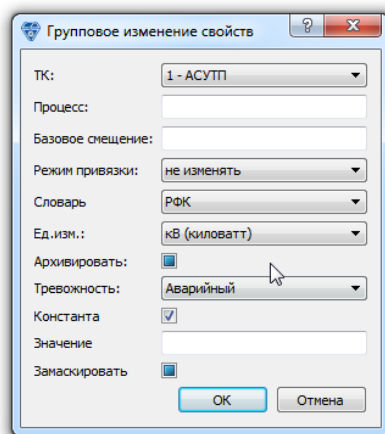 Групповое изменение свойств
ТК: 1 - АСУТП
Процесс:
Базовое смещение:
Режим привязки: не изменять
Словарь РФК
Ед.изм.: кВ (киловатт)
Архивировать:
Тревожность: Аварийный
Константа
Значение
Замаскировать
OK Отмена